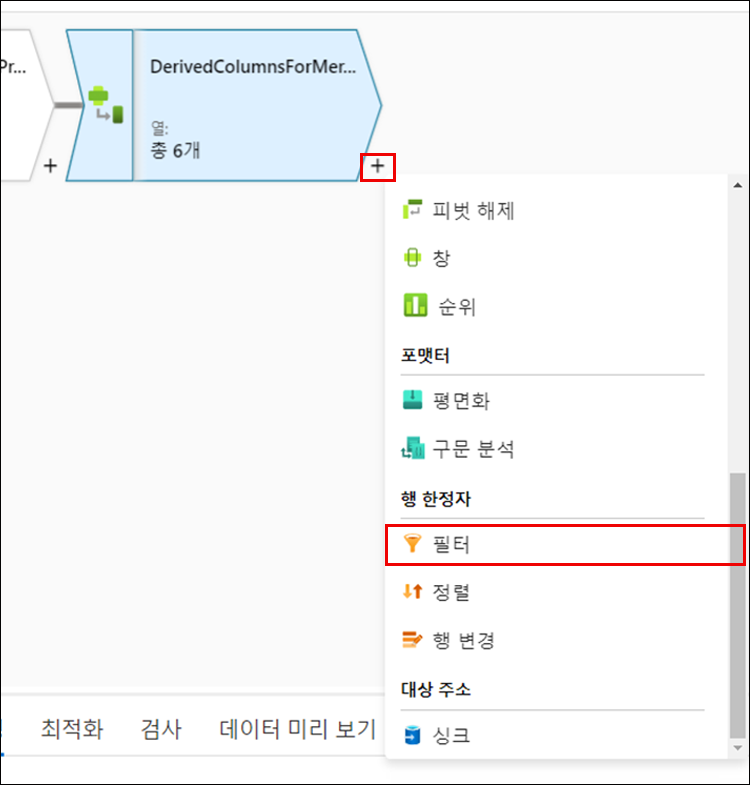 Pr...
DerivedColumnsForMer...
열:
총 6개
피벗 해제
창
순위
포맷터
평면화
구문 분석
행 한정자
필터
정렬
행 변경
대상 주소
싱크
최적화 검사 데이터 미리 보기